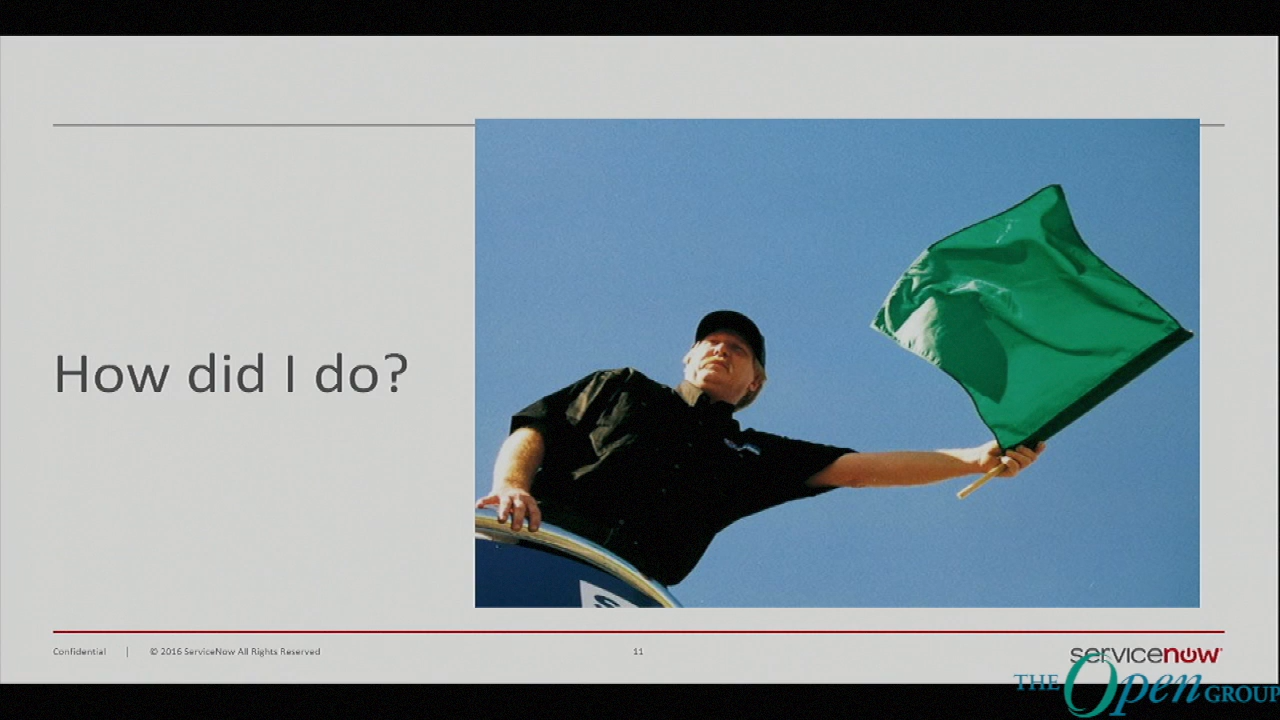 How did I do?
S
Confidential | © 2016 ServiceNow All Rights Reserved 11
servicenow
THE Open GROUP